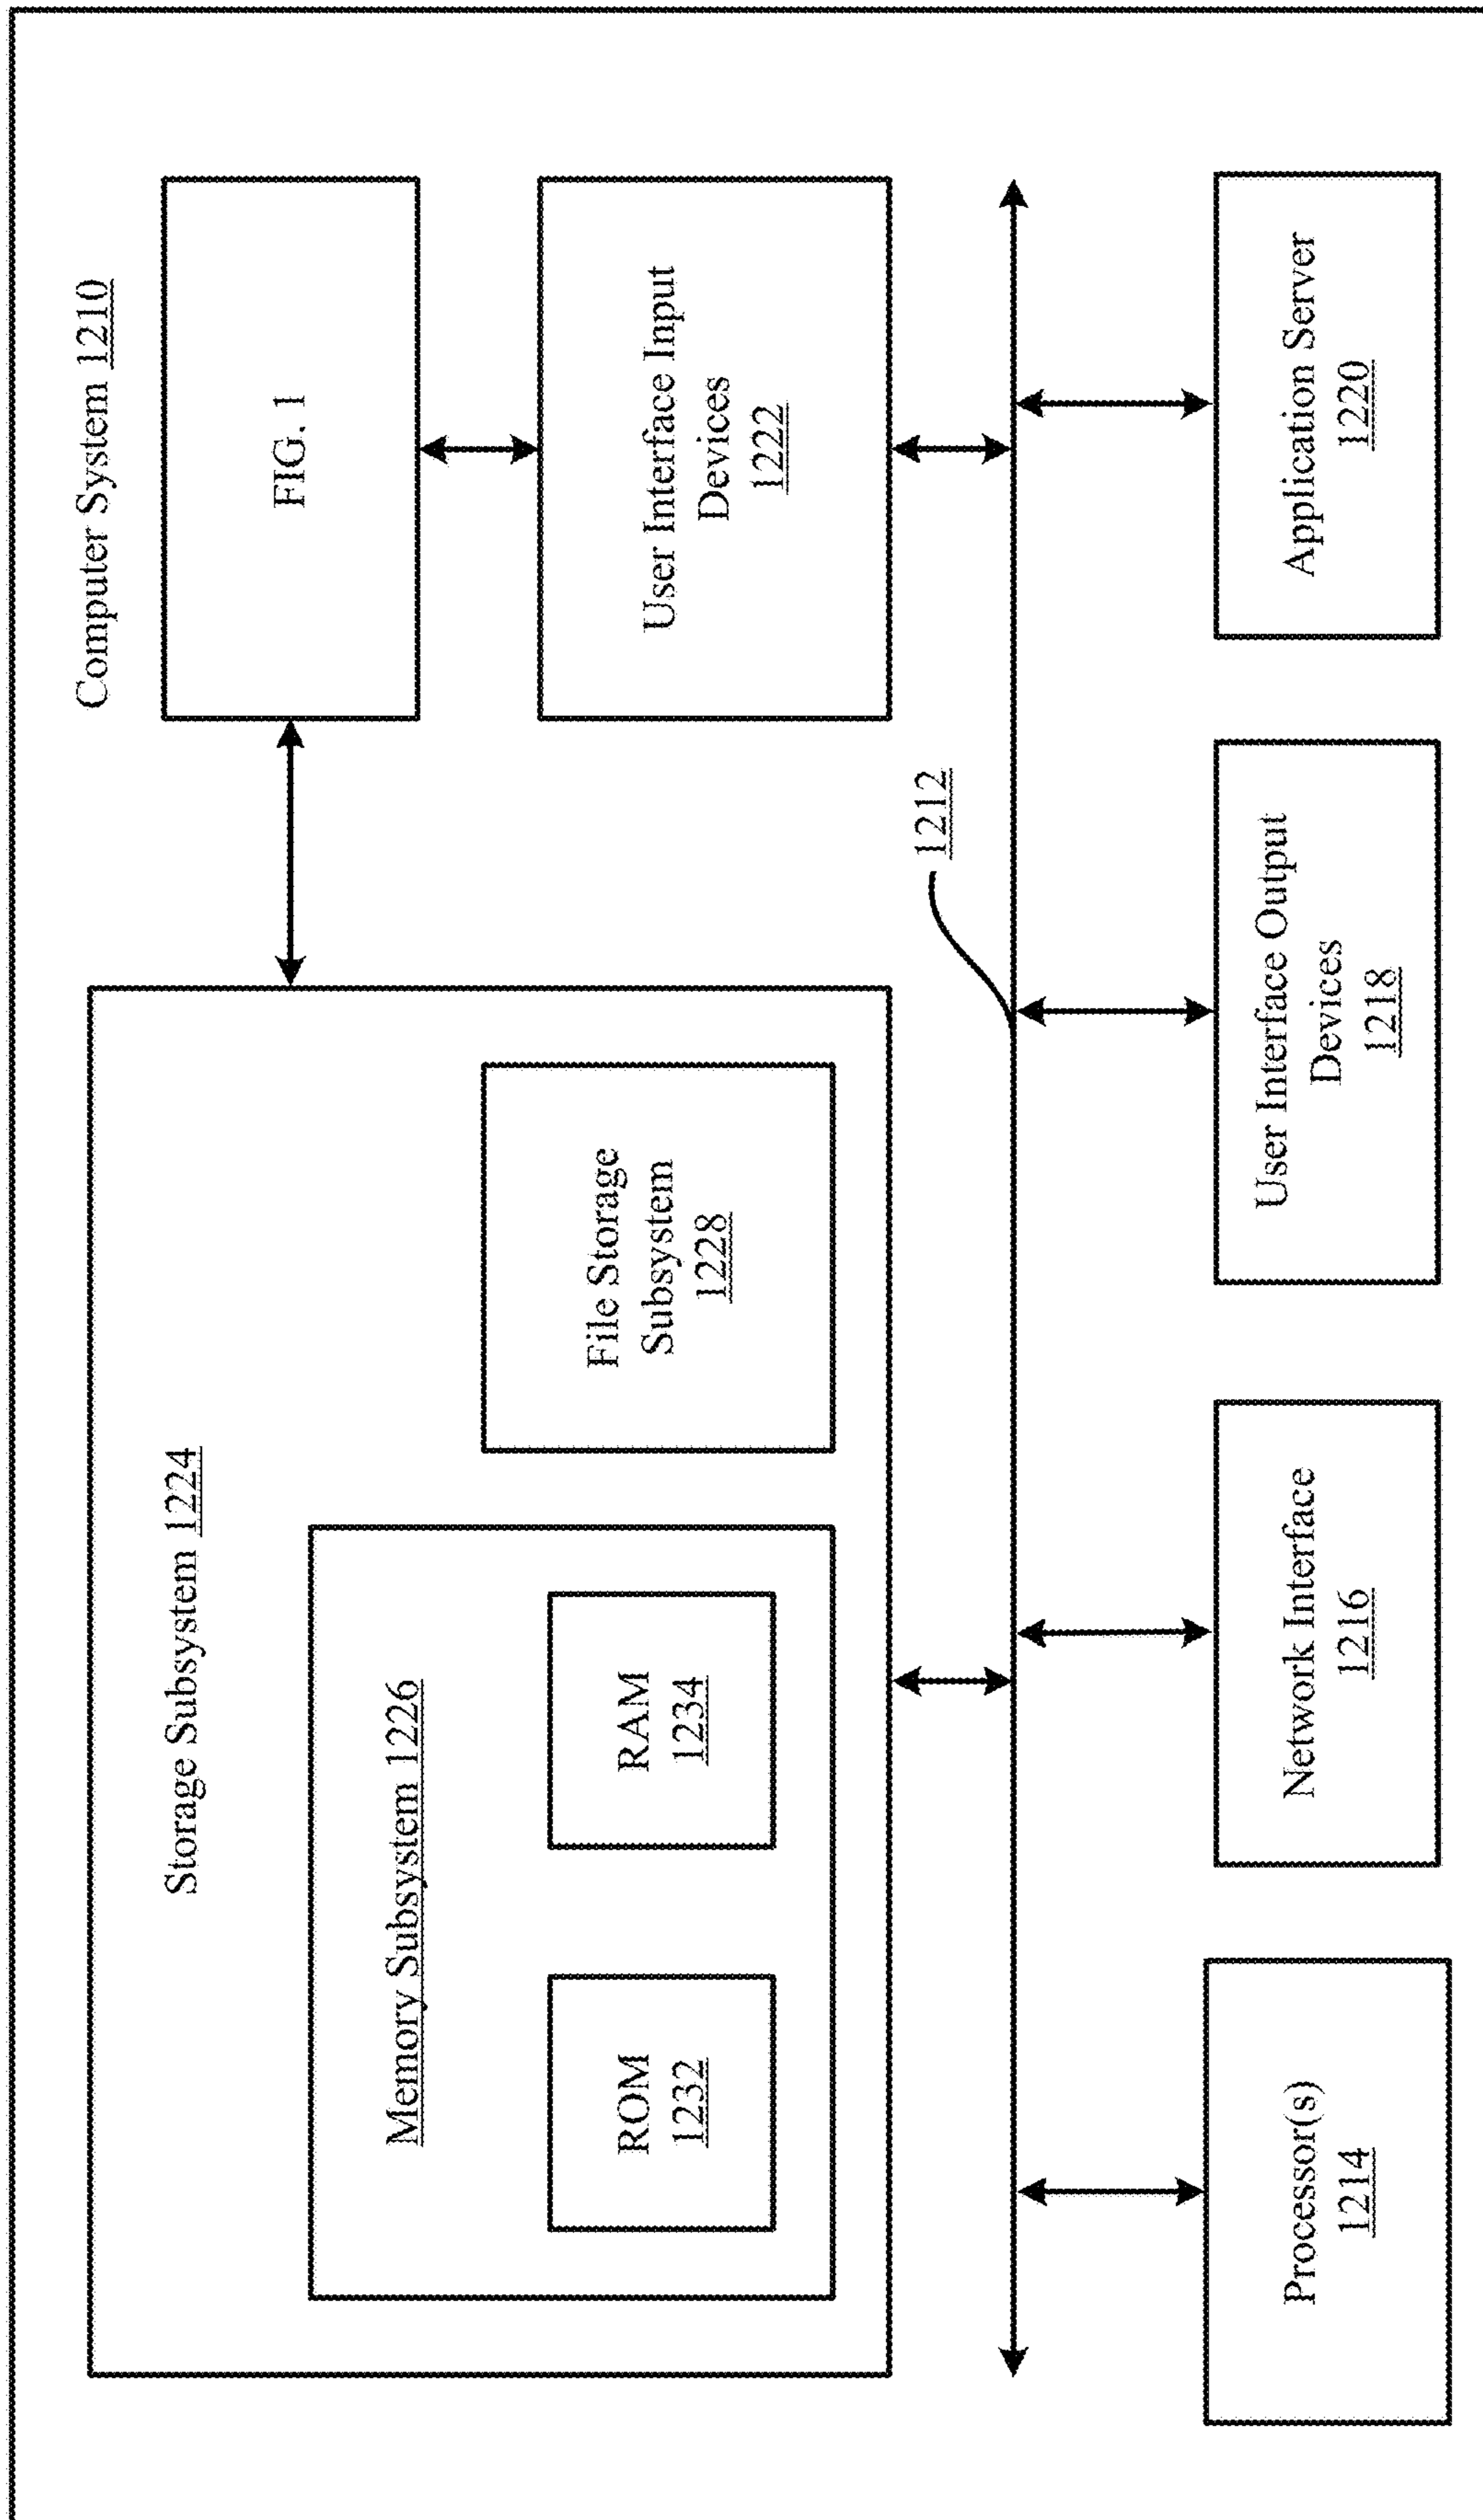 Computer System 1210
Storage Subsystem 1224
Memory Subsystem 1226
ROM
1232
RAM
1234
File Storage
Subsystem
1228
FIG. 1
User Interface Input
Devices
1222
1212
Processor(s)
1214
Network Interface
1216
User Interface Output
Devices
1218
Application Server
1220